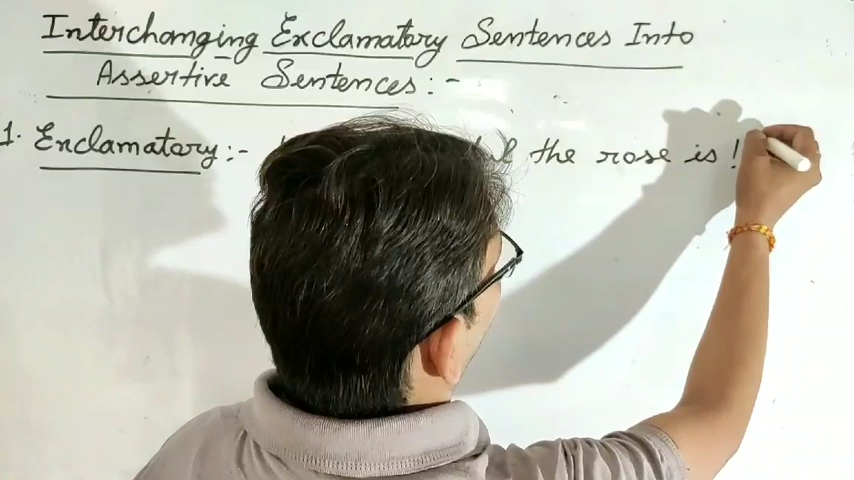 Interchanging Exclamatory Sentences Into
Assertive Sentences:-
1. Exclamatory:- the rose is!